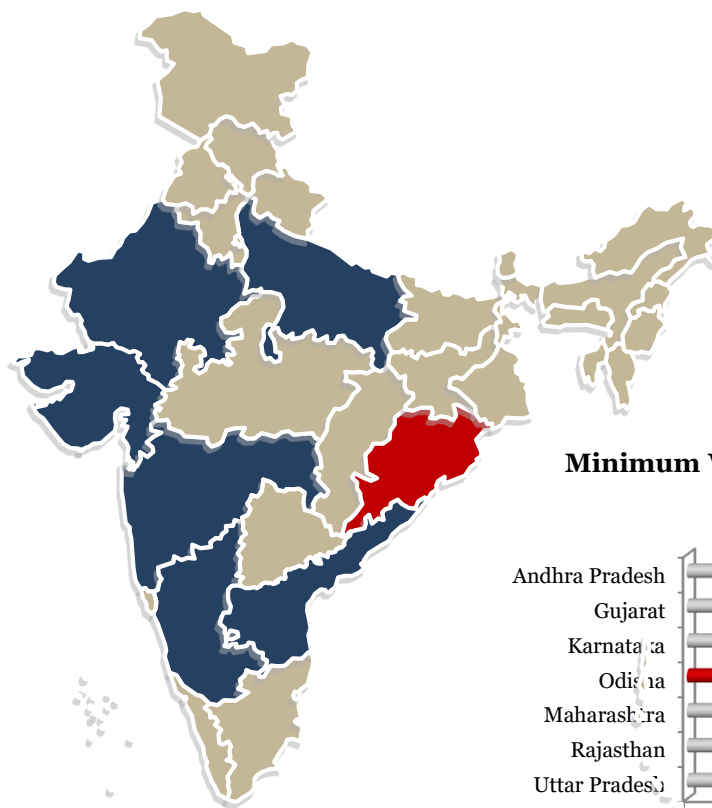 Minimum
Andhra Pradesh
Gujarat
Karnataka
Odisha
Maharashtra
Rajasthan
Uttar Pradesh